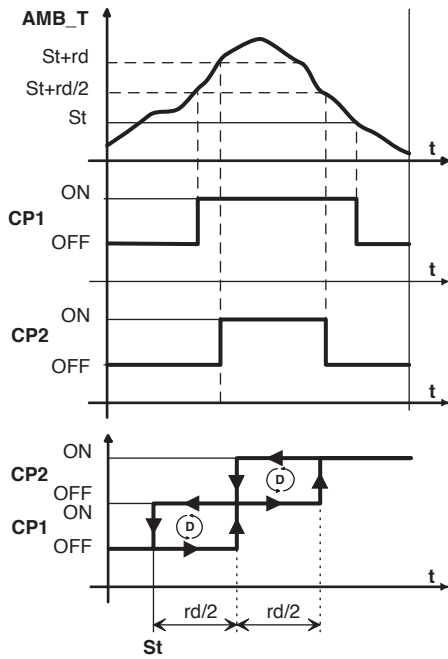 AMB_T
St+rd
St+rd/2
St
t
ON
CP1
OFF
t
ON
CP2
OFF
t
ON
CP2
D
OFF
ON
CP1
D
OFF
t
rd/2 rd/2
St